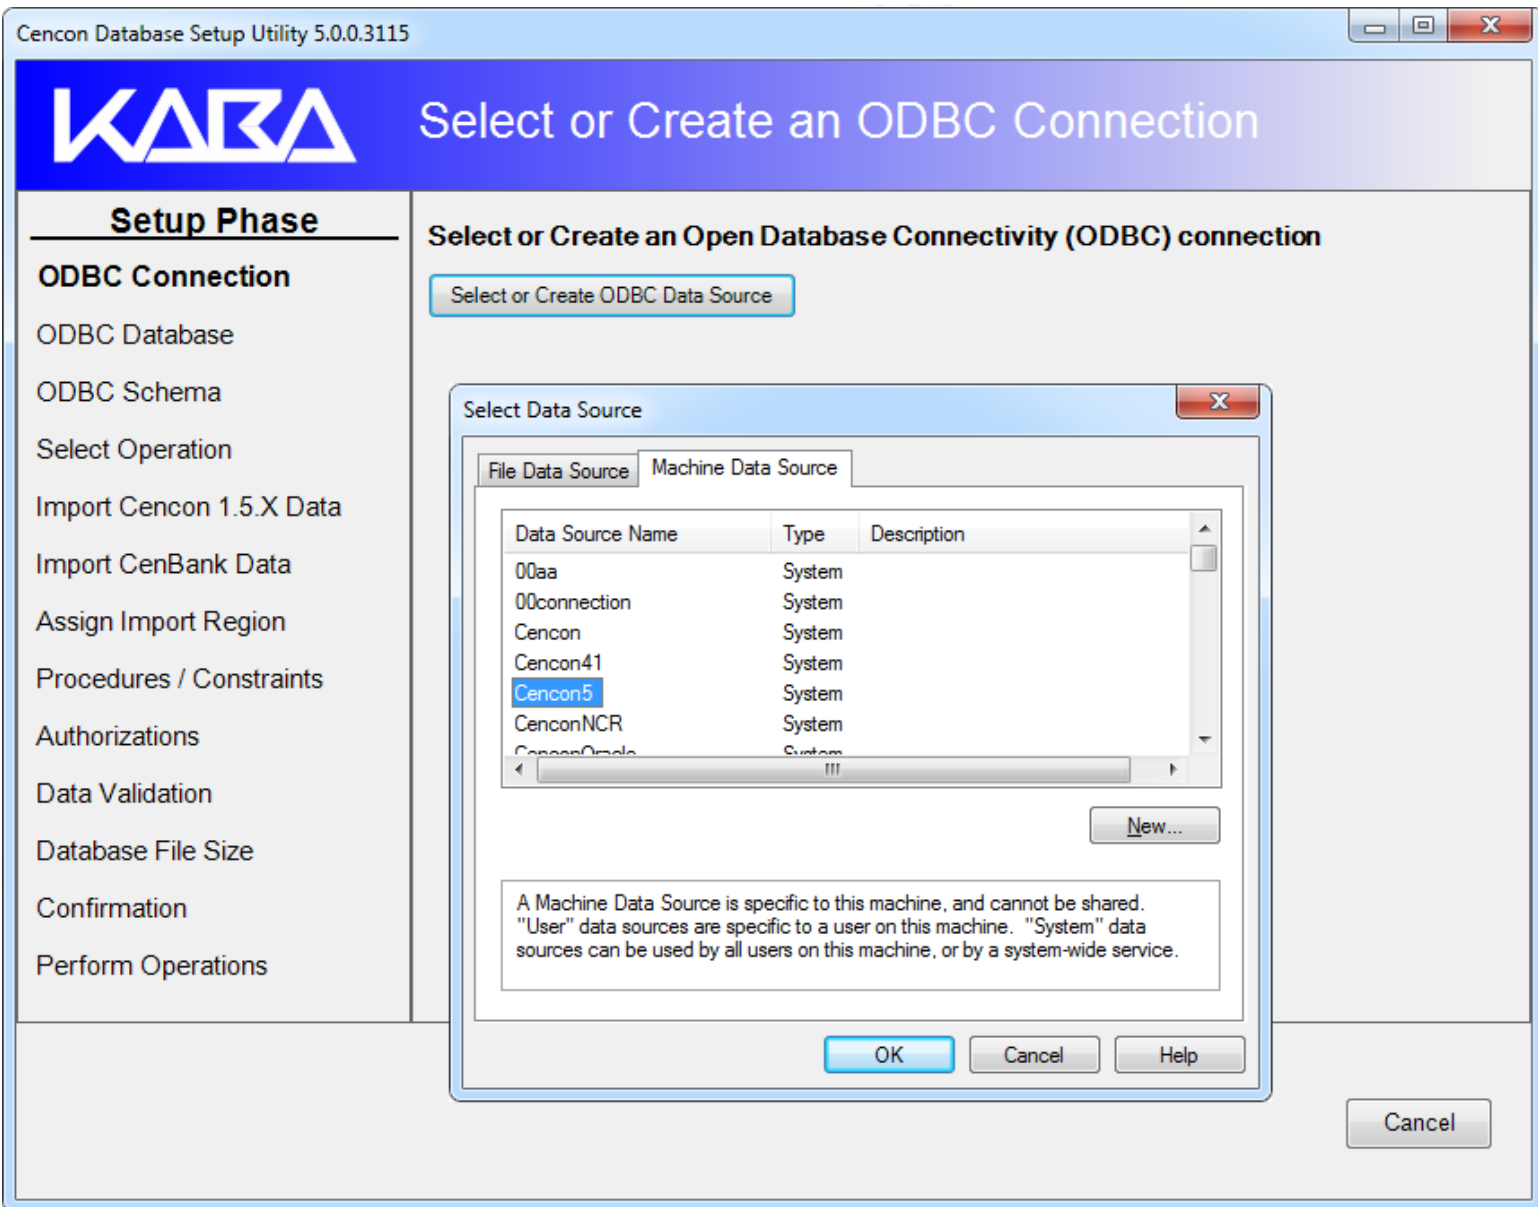 Cencon Database Setup Utility 5.0.0.3115
KABA
Select or Create an ODBC Connection
Setup Phase
ODBC Connection
ODBC Database
ODBC Schema
Select Operation
Import Cencon 1.5.X Data
Import CenBank Data
Assign Import Region
Procedures / Constraints
Authorizations
Data Validation
Database File Size
Confirmation
Perform Operations
Select or Create an Open Database Connectivity (ODBC) connection
Select or Create ODBC Data Source
Select Data Source
File Data Source Machine Data Source
Data Source Name Type Description
00aa System
00connection System
Cencon System
Cencon41 System
Cencon5 System
CenconNCR System
CenconOracle System
New...
A Machine Data Source is specific to this machine, and cannot be shared.
"User" data sources are specific to a user on this machine. "System" data
sources can be used by all users on this machine, or by a system-wide service.
OK Cancel Help
Cancel